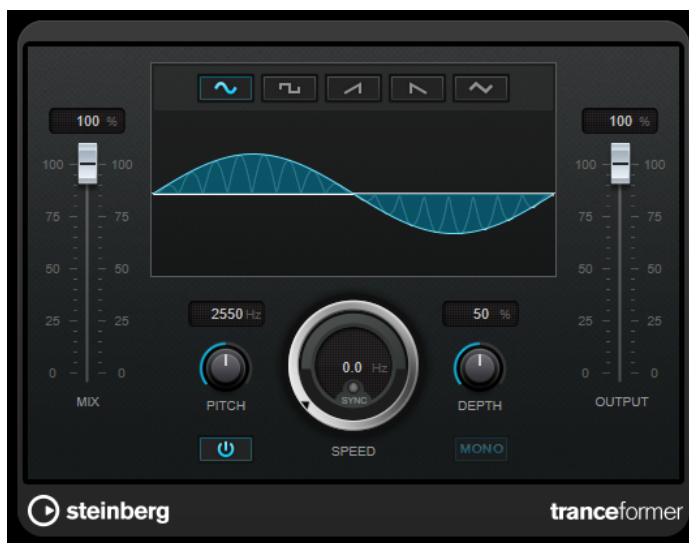 100 %
100 %
100 100
75 75
50 50
25 25
0 0
MIX
100 100
75 75
50 50
25 25
0 0
OUTPUT
2550 Hz
PITCH
0.0 Hz
SYNC
SPEED
50 %
DEPTH
MONO
steinberg
tranceformer